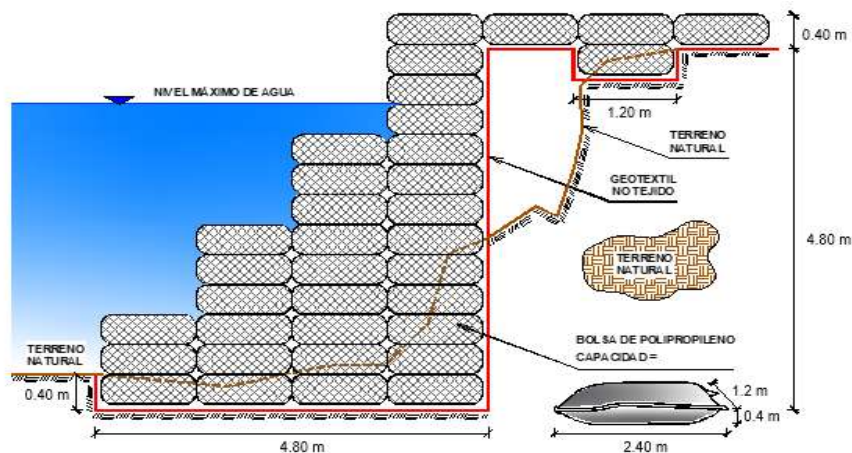 0.40 m
NIVEL MÁXIMO DE AGUA
1.20 m
TERRENO
NATURAL
GEOTEXTIL
NO TEJIDO
4.80 m
TERRENO
NATURAL
BOLSA DE POLIPROPILENO
CAPACIDAD =
TERRENO
NATURAL
0.40 m
1.2 m
0.4 m
4.80 m
2.40 m